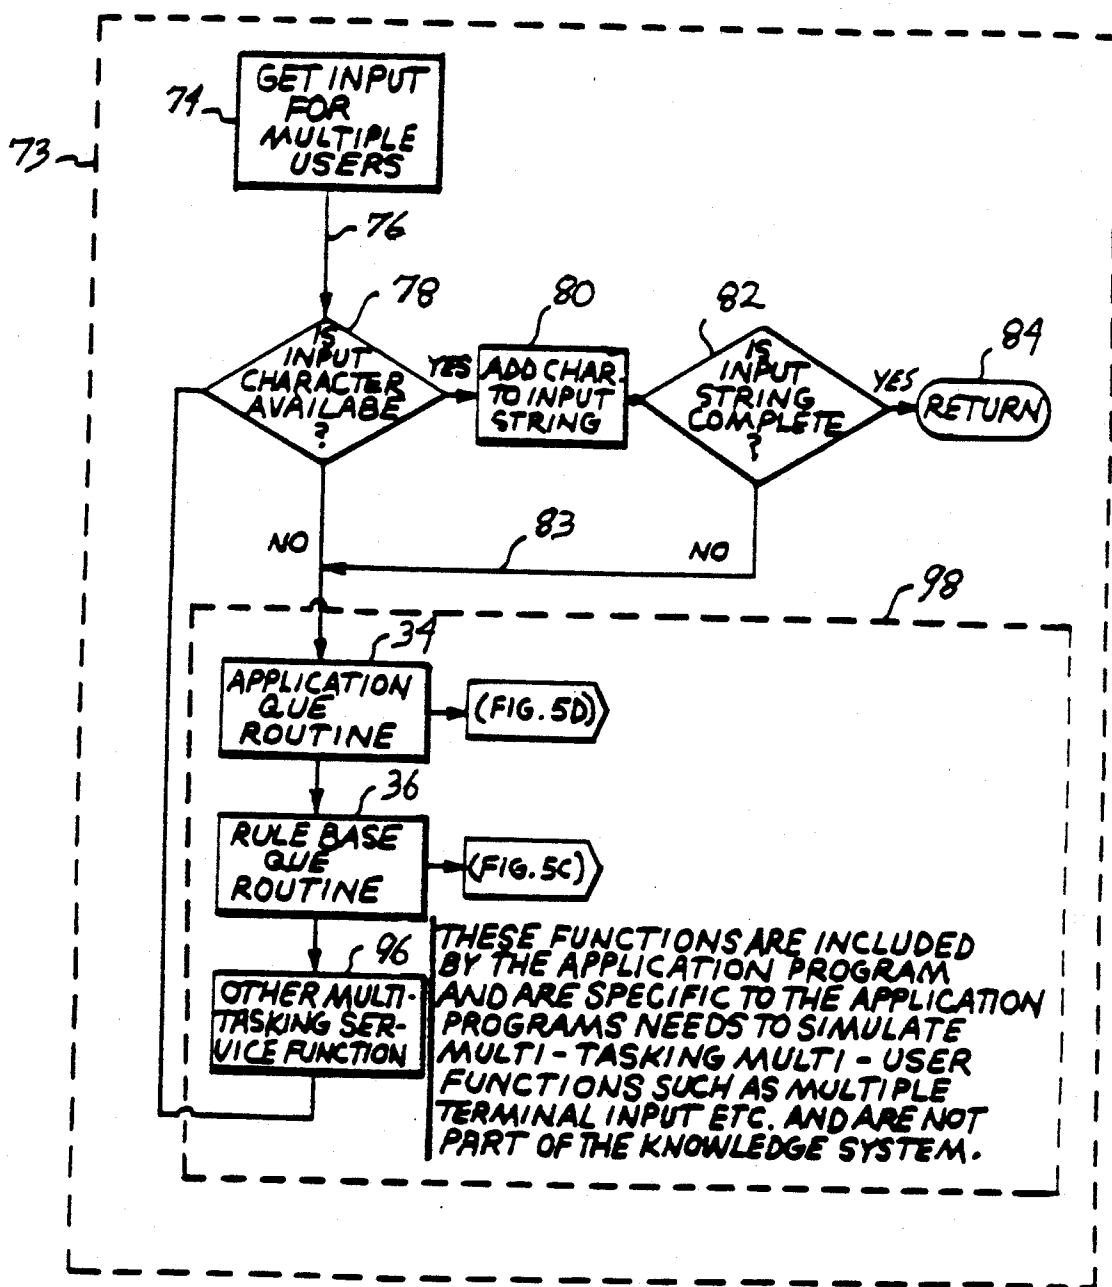 73
74
GET INPUT
FOR
MULTIPLE
USERS
76
78
IS
INPUT
CHARACTER
AVAILABE
?
YES
80
ADD CHAR.
TO INPUT
STRING
82
IS
INPUT
STRING
COMPLETE
?
YES
84
RETURN
NO
83
NO
98
34
APPLICATION
QUE
ROUTINE
(FIG. 5D)
36
RULE BASE
QUE
ROUTINE
(FIG. 5C)
96
OTHER MULTI-
TASKING SER-
VICE FUNCTION
THESE FUNCTIONS ARE INCLUDED
BY THE APPLICATION PROGRAM
AND ARE SPECIFIC TO THE APPLICATION
PROGRAMS NEEDS TO SIMULATE
MULTI-TASKING MULTI-USER
FUNCTIONS SUCH AS MULTIPLE
TERMINAL INPUT ETC. AND ARE NOT
PART OF THE KNOWLEDGE SYSTEM.